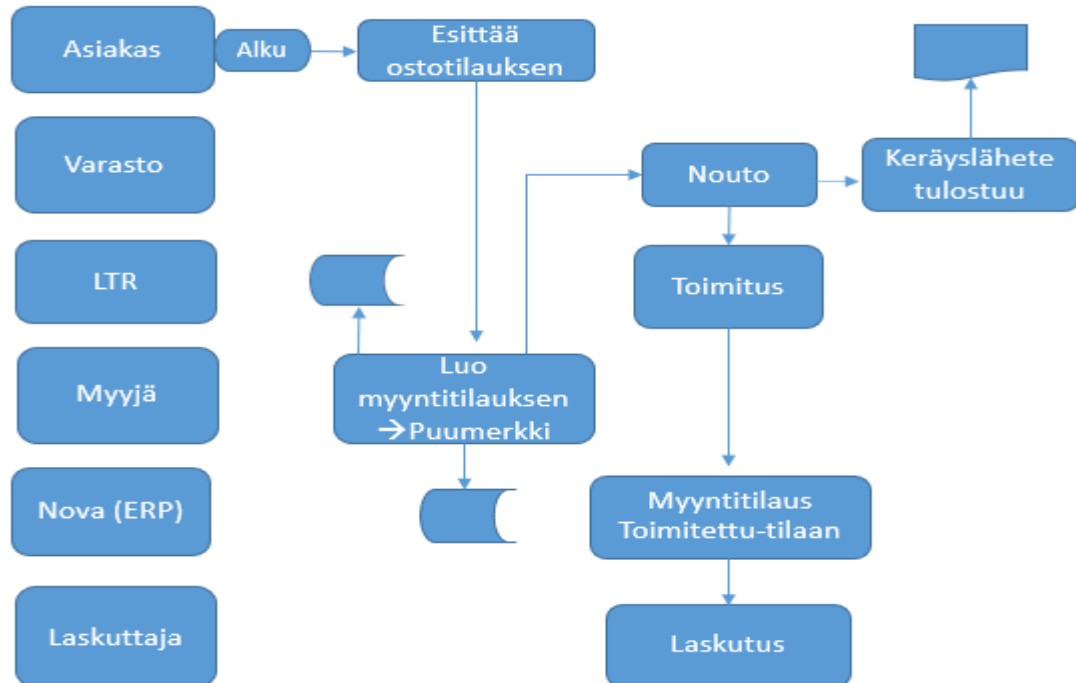 Asiakas
Alku
Esittää
ostotilauksen
Varasto
Nouto
Keräyslähete
tulostuu
LTR
Toimitus
Myyjä
Luo
myyntitilauksen
→Puumerkki
Nova (ERP)
Myyntitilaus
Toimitettu-tilaan
Laskuttaja
Laskutus